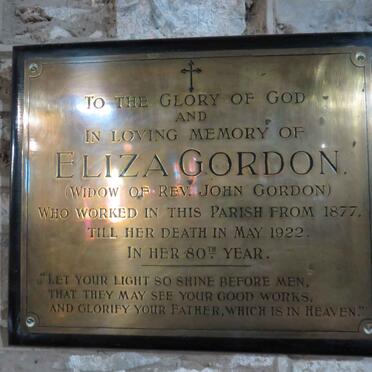 TO THE GLORY OF GOD
AND
IN LOVING MEMORY OF
ELIZA GORDON.
(WIDOW OF REV. JOHN GORDON)
WHO WORKED IN THIS PARISH FROM 1877,
TILL HER DEATH IN MAY 1922.
IN HER 80TH YEAR.
"LET YOUR LIGHT SO SHINE BEFORE MEN,
THAT THEY MAY SEE YOUR GOOD WORKS,
AND GLORIFY YOUR FATHER, WHICH IS IN HEAVEN."